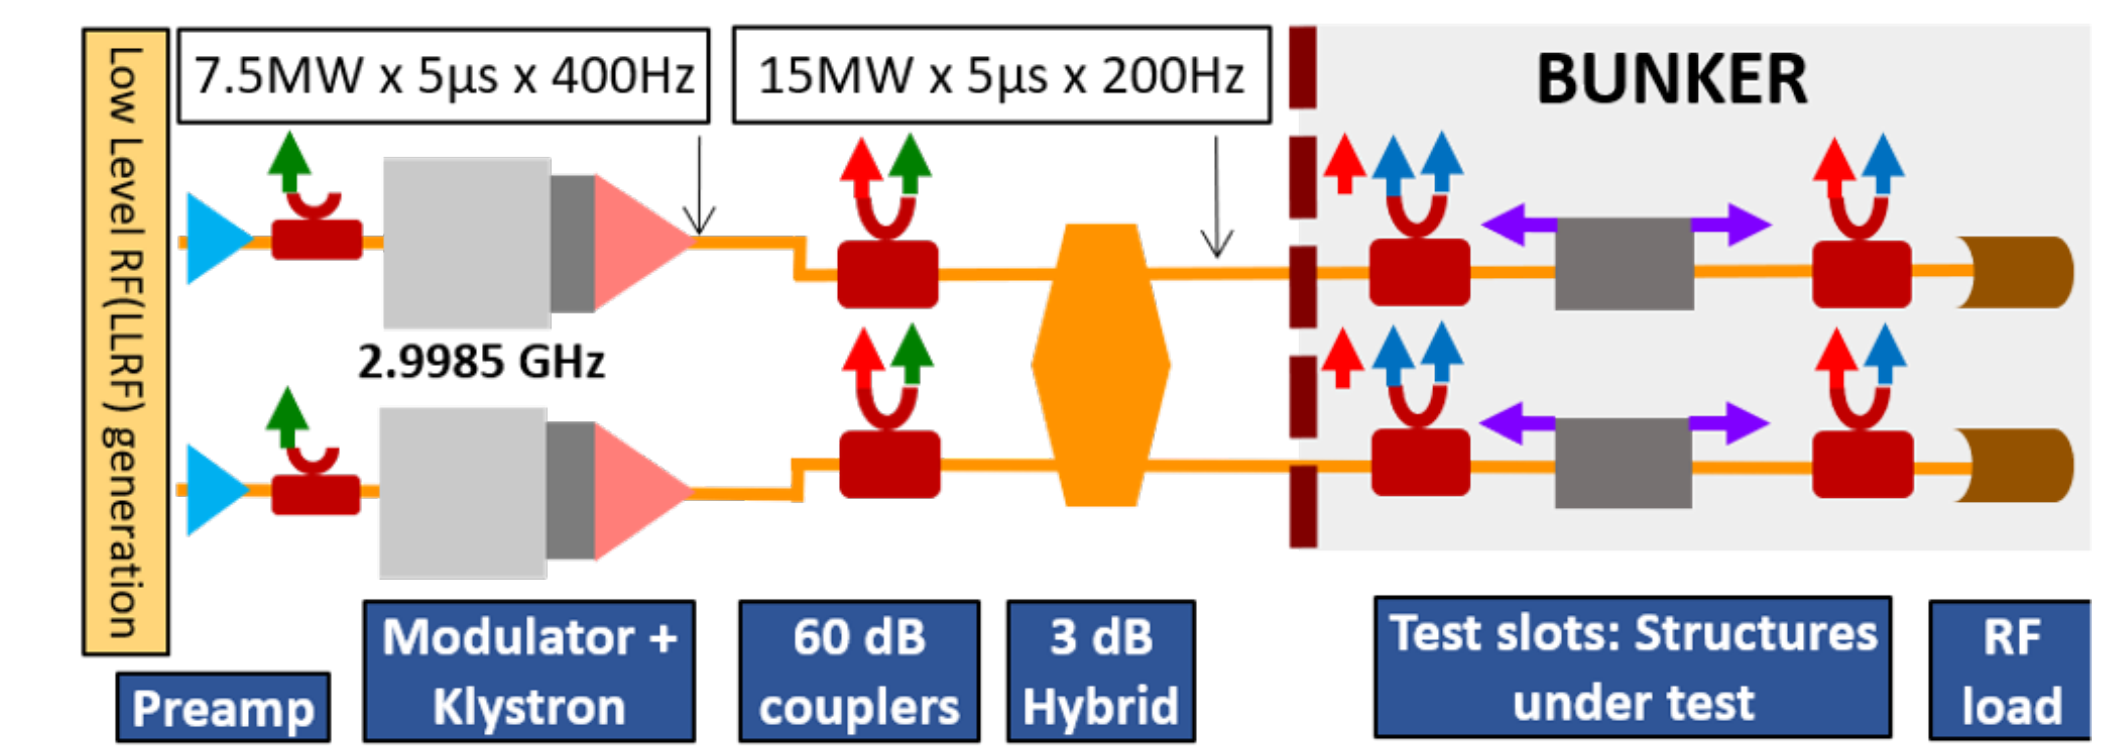 Low Level RF(LLRF) generation
7.5MW x 5µs x 400Hz
15MW x 5µs x 200Hz
BUNKER
2.9985 GHz
Preamp
Modulator +
Klystron
60 dB
couplers
3 dB
Hybrid
Test slots: Structures
under test
RF
load